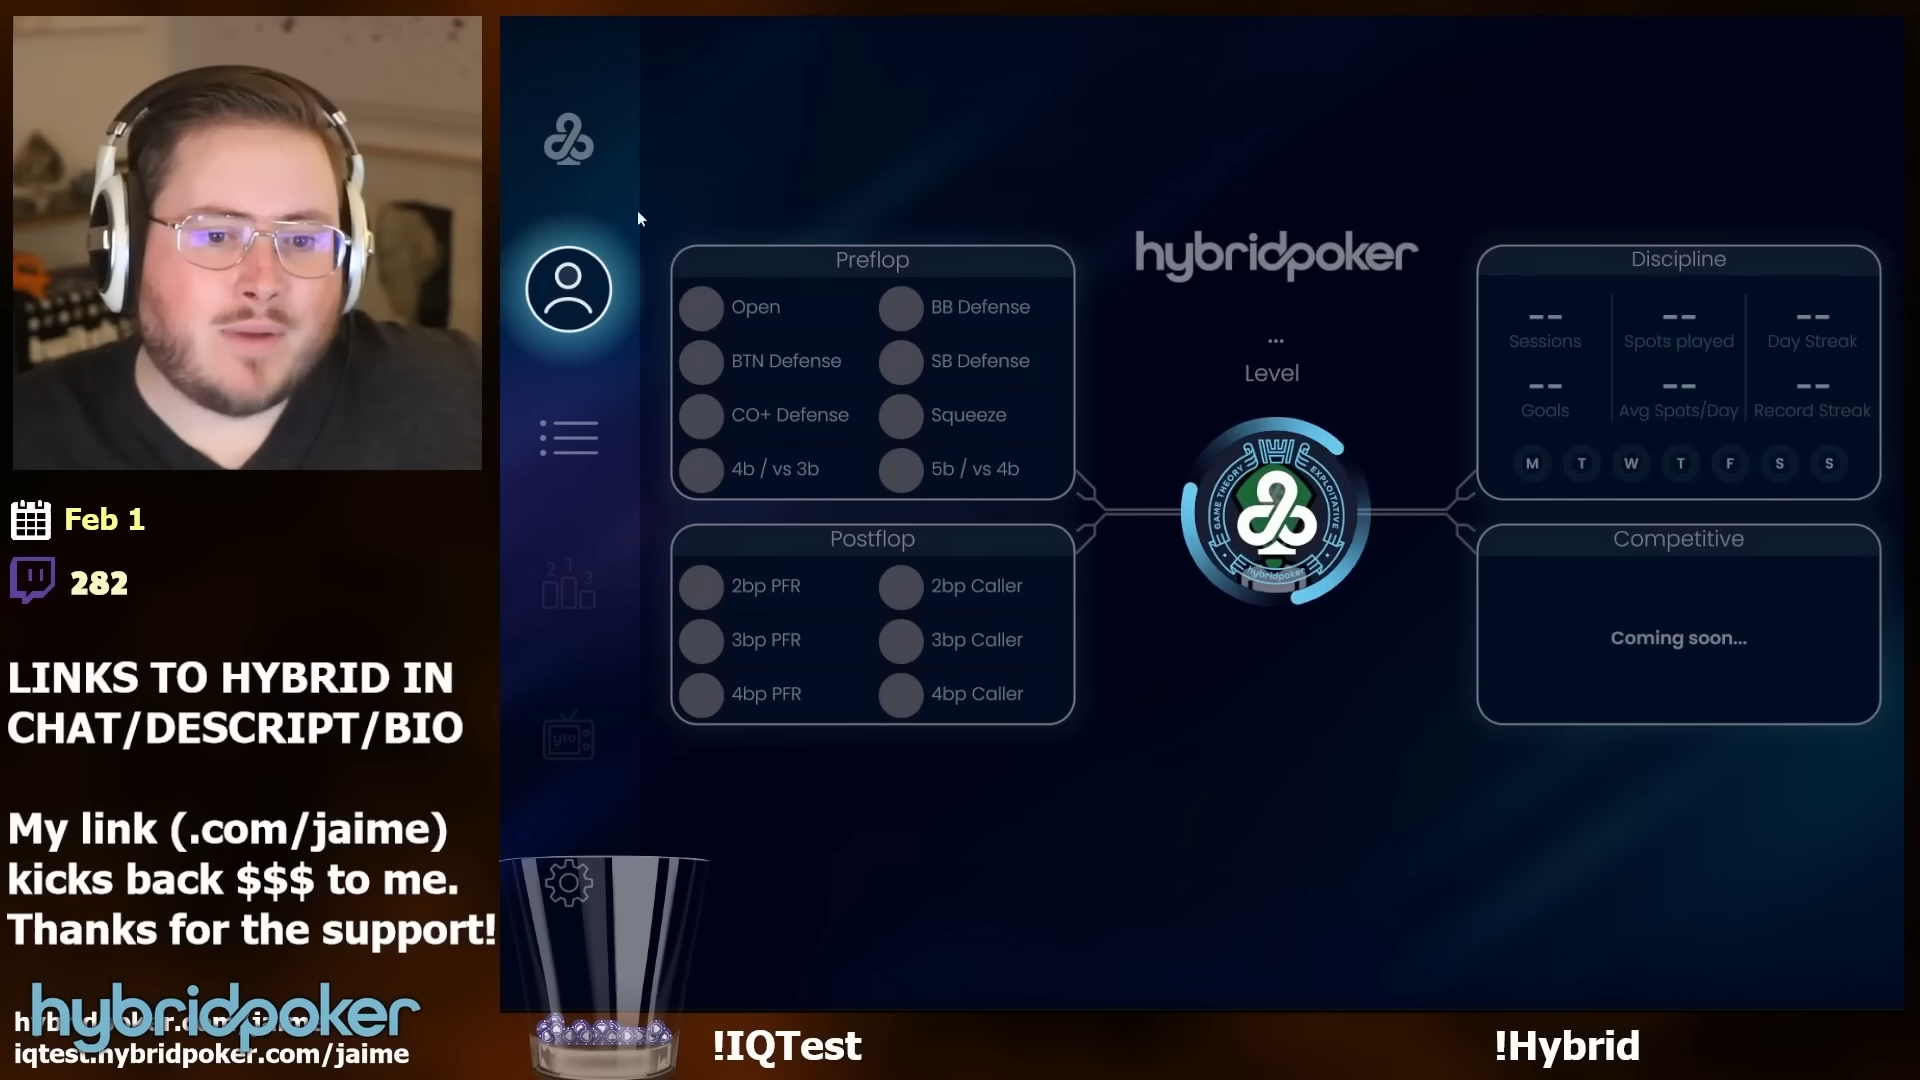 Feb 1
282
LINKS TO HYBRID IN
CHAT/DESCRIPT/BIO
My link (.com/jaime)
kicks back $$$ to me.
Thanks for the support!
hybridpoker
iqtest.hybridpoker.com/jaime
2 1 3
gto
Preflop
Open
BB Defense
BTN Defense
SB Defense
CO+ Defense
Squeeze
4b / vs 3b
5b / vs 4b
Postflop
2bp PFR
2bp Caller
3bp PFR
3bp Caller
4bp PFR
4bp Caller
hybridpoker
...
Level
GAME THEORY
EXPLOITATIVE
hybridpoker
Discipline
-- -- --
Sessions Spots played Day Streak
-- -- --
Goals Avg Spots/Day Record Streak
M T W T F S S
Competitive
Coming soon...
!IQTest
!Hybrid